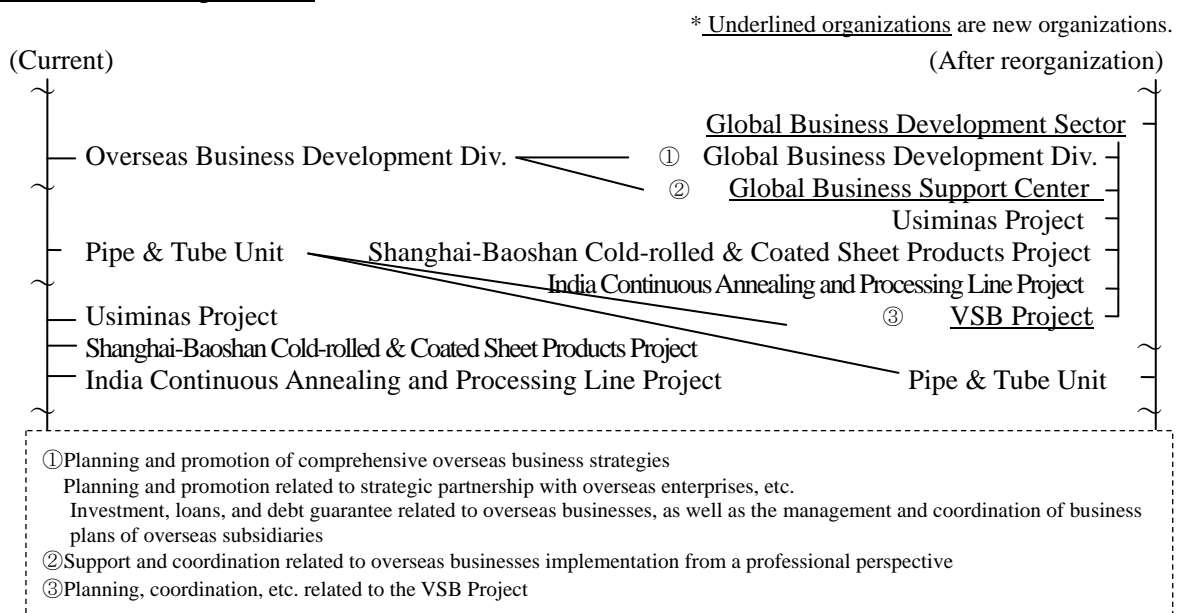 * Underlined organizations are new organizations.
(Current) (After reorganization)
Global Business Development Sector
Overseas Business Development Div. ① Global Business Development Div.
② Global Business Support Center
Usiminas Project
Pipe & Tube Unit Shanghai-Baoshan Cold-rolled & Coated Sheet Products Project
India Continuous Annealing and Processing Line Project
Usiminas Project ③ VSB Project
Shanghai-Baoshan Cold-rolled & Coated Sheet Products Project
India Continuous Annealing and Processing Line Project Pipe & Tube Unit
①Planning and promotion of comprehensive overseas business strategies
Planning and promotion related to strategic partnership with overseas enterprises, etc.
Investment, loans, and debt guarantee related to overseas businesses, as well as the management and coordination of business
plans of overseas subsidiaries
②Support and coordination related to overseas businesses implementation from a professional perspective
③Planning, coordination, etc. related to the VSB Project